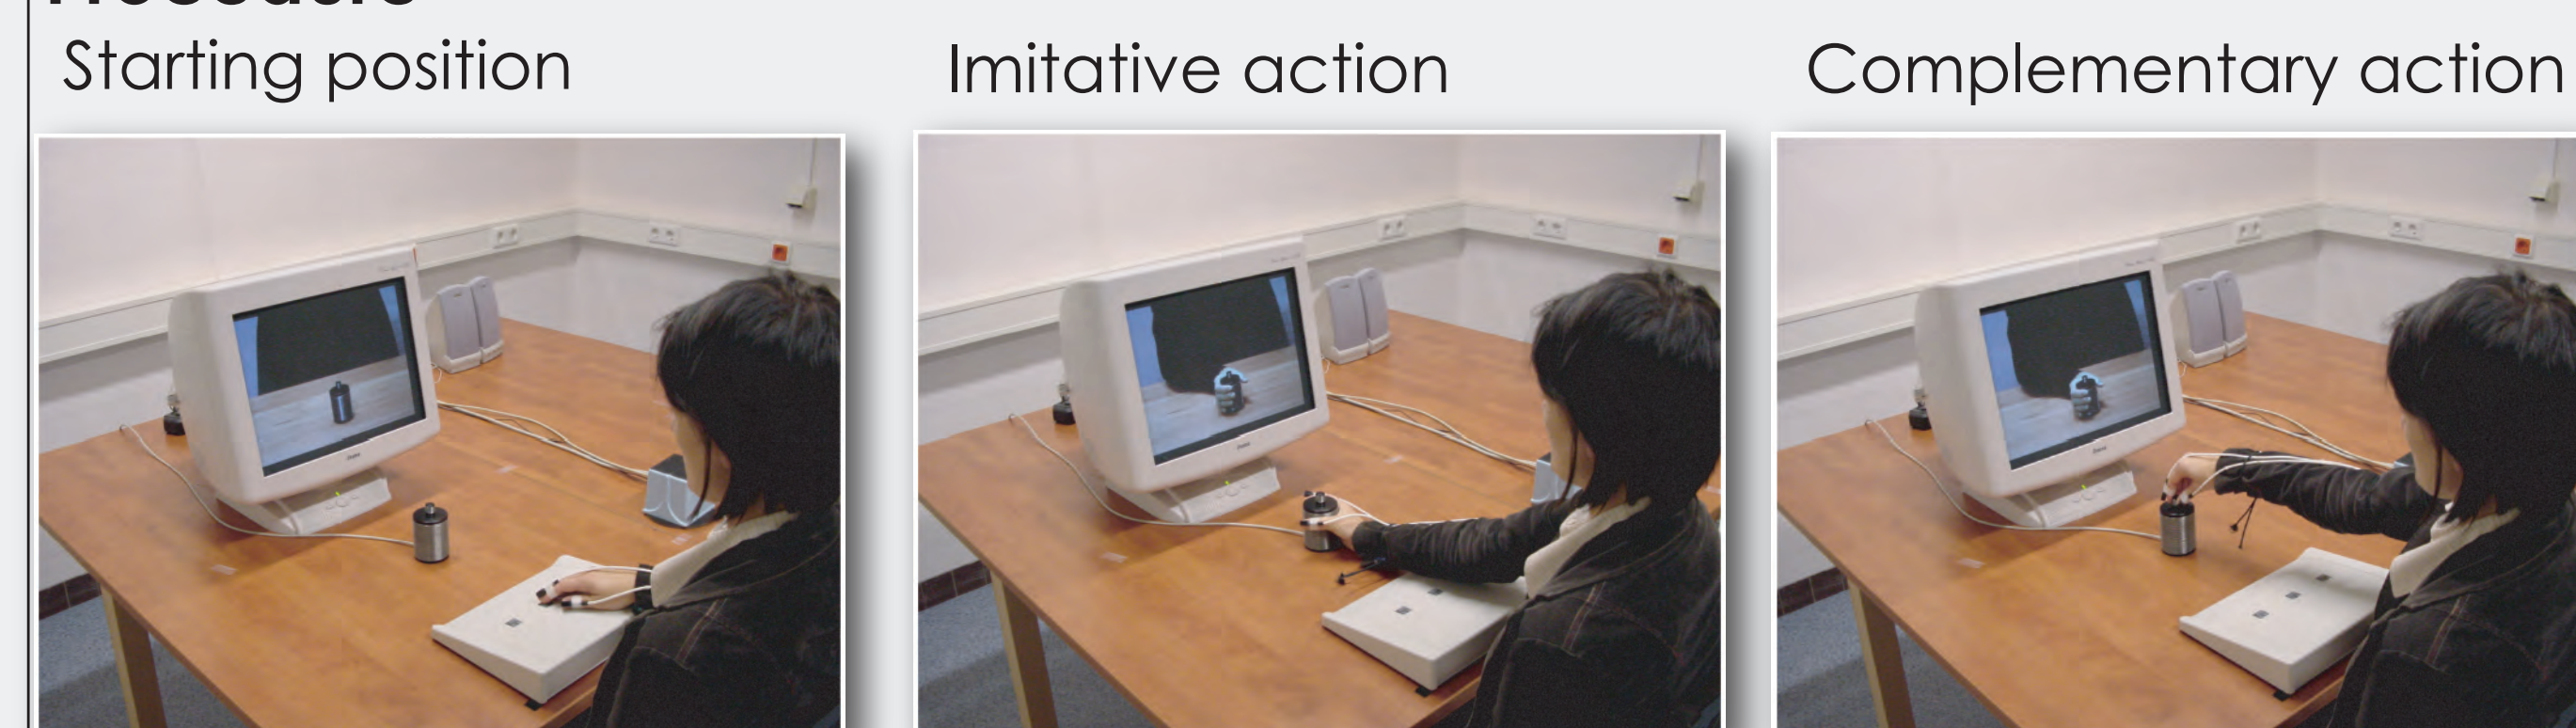 Starting position
Imitative action
Complementary action